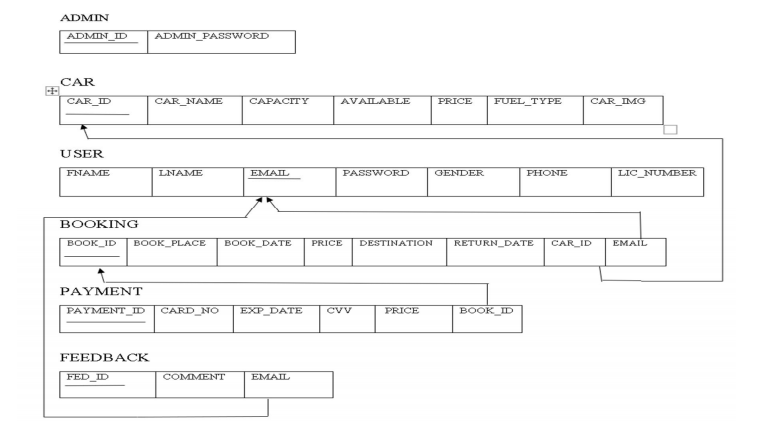 ADMIN
ADMIN_ID ADMIN_PASSWORD
CAR
CAR_ID CAR_NAME CAPACITY AVAILABLE PRICE FUEL_TYPE CAR_IMG
USER
FNAME LNAME EMAIL PASSWORD GENDER PHONE LIC_NUMBER
BOOKING
BOOK_ID BOOK_PLACE BOOK_DATE PRICE DESTINATION RETURN_DATE CAR_ID EMAIL
PAYMENT
PAYMENT_ID CARD_NO EXP_DATE CVV PRICE BOOK_ID
FEEDBACK
FED_ID COMMENT EMAIL